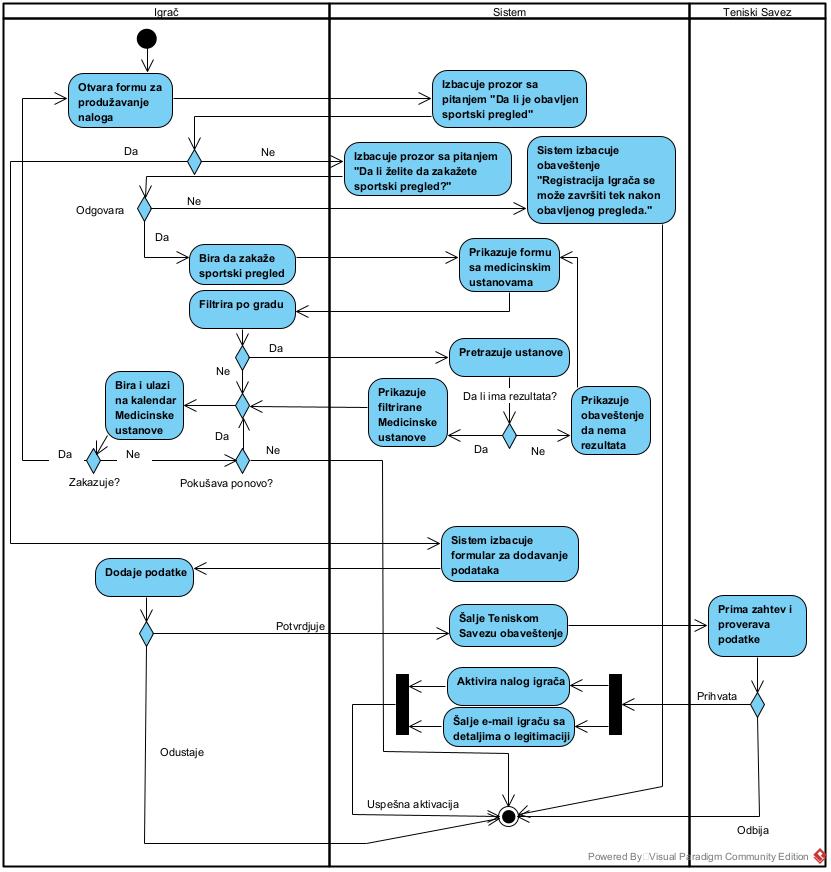 Igrač
Sistem
Teniski Savez
Otvara formu za
produžavanje
naloga
Izbacuje prozor sa
pitanjem "Da li je obavljen
sportski pregled"
Da
Ne
Izbacuje prozor sa pitanjem
"Da li želite da zakažete
sportski pregled?"
Sistem izbacuje
obaveštenje
"Registracija Igrača se
može završiti tek nakon
obavljenog pregleda."
Odgovara
Ne
Da
Bira da zakaže
sportski pregled
Prikazuje formu
sa medicinskim
ustanovama
Filtrira po gradu
Da
Ne
Pretrazuje ustanove
Da li ima rezultata?
Bira i ulazi
na kalendar
Medicinske
ustanove
Prikazuje
filtrirane
Medicinske
ustanove
Prikazuje
obaveštenje
da nema
rezultata
Da
Da
Ne
Da
Ne
Ne
Zakazuje?
Pokušava ponovo?
Sistem izbacuje
formular za dodavanje
podataka
Dodaje podatke
Potvrdjuje
Šalje Teniskom
Savezu obaveštenje
Prima zahtev i
proverava
podatke
Aktivira nalog igrača
Prihvata
Šalje e-mail igraču sa
detaljima o legitimaciji
Odustaje
Uspešna aktivacija
Odbija
Powered By Visual Paradigm Community Edition